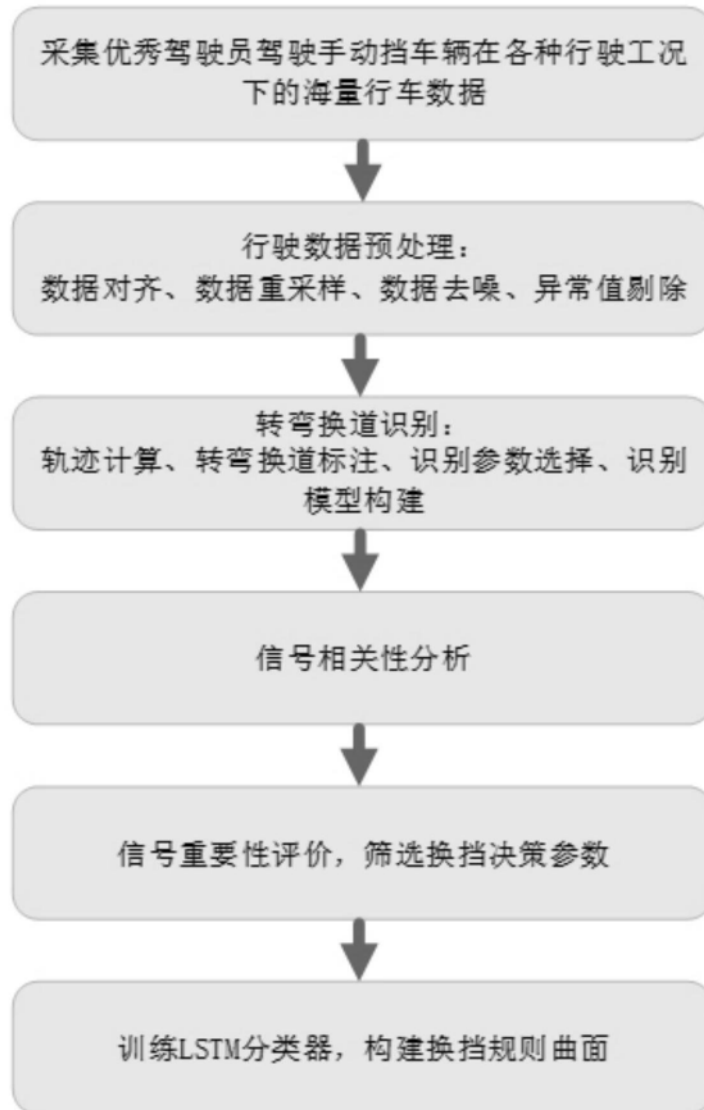 采集优秀驾驶员驾驶手动挡车辆在各种行驶工况
下的海量行车数据
行驶数据预处理：
数据对齐、数据重采样、数据去噪、异常值剔除
转弯换道识别：
轨迹计算、转弯换道标注、识别参数选择、识别
模型构建
信号相关性分析
信号重要性评价，筛选换挡决策参数
训练LSTM分类器，构建换挡规则曲面